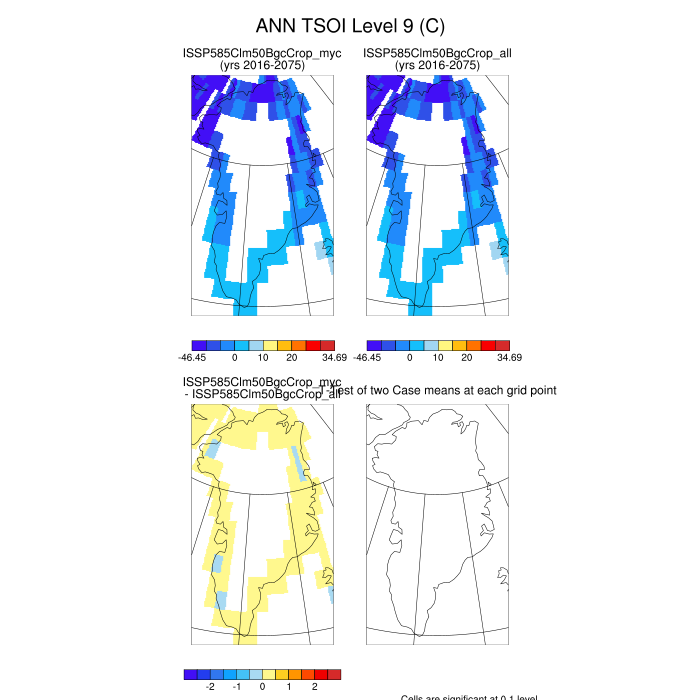 ANN TSOI Level 9 (C)
ISSP585Clm50BgcCrop_myc
(yrs 2016-2075)
ISSP585Clm50BgcCrop_all
(yrs 2016-2075)
-46.45 0 10 20 34.69
-46.45 0 10 20 34.69
ISSP585Clm50BgcCrop_myc
- ISSP585Clm50BgcCrop_all
T-Test of two Case means at each grid point
-2 -1 0 1 2
Cells are significant at 0.1 level